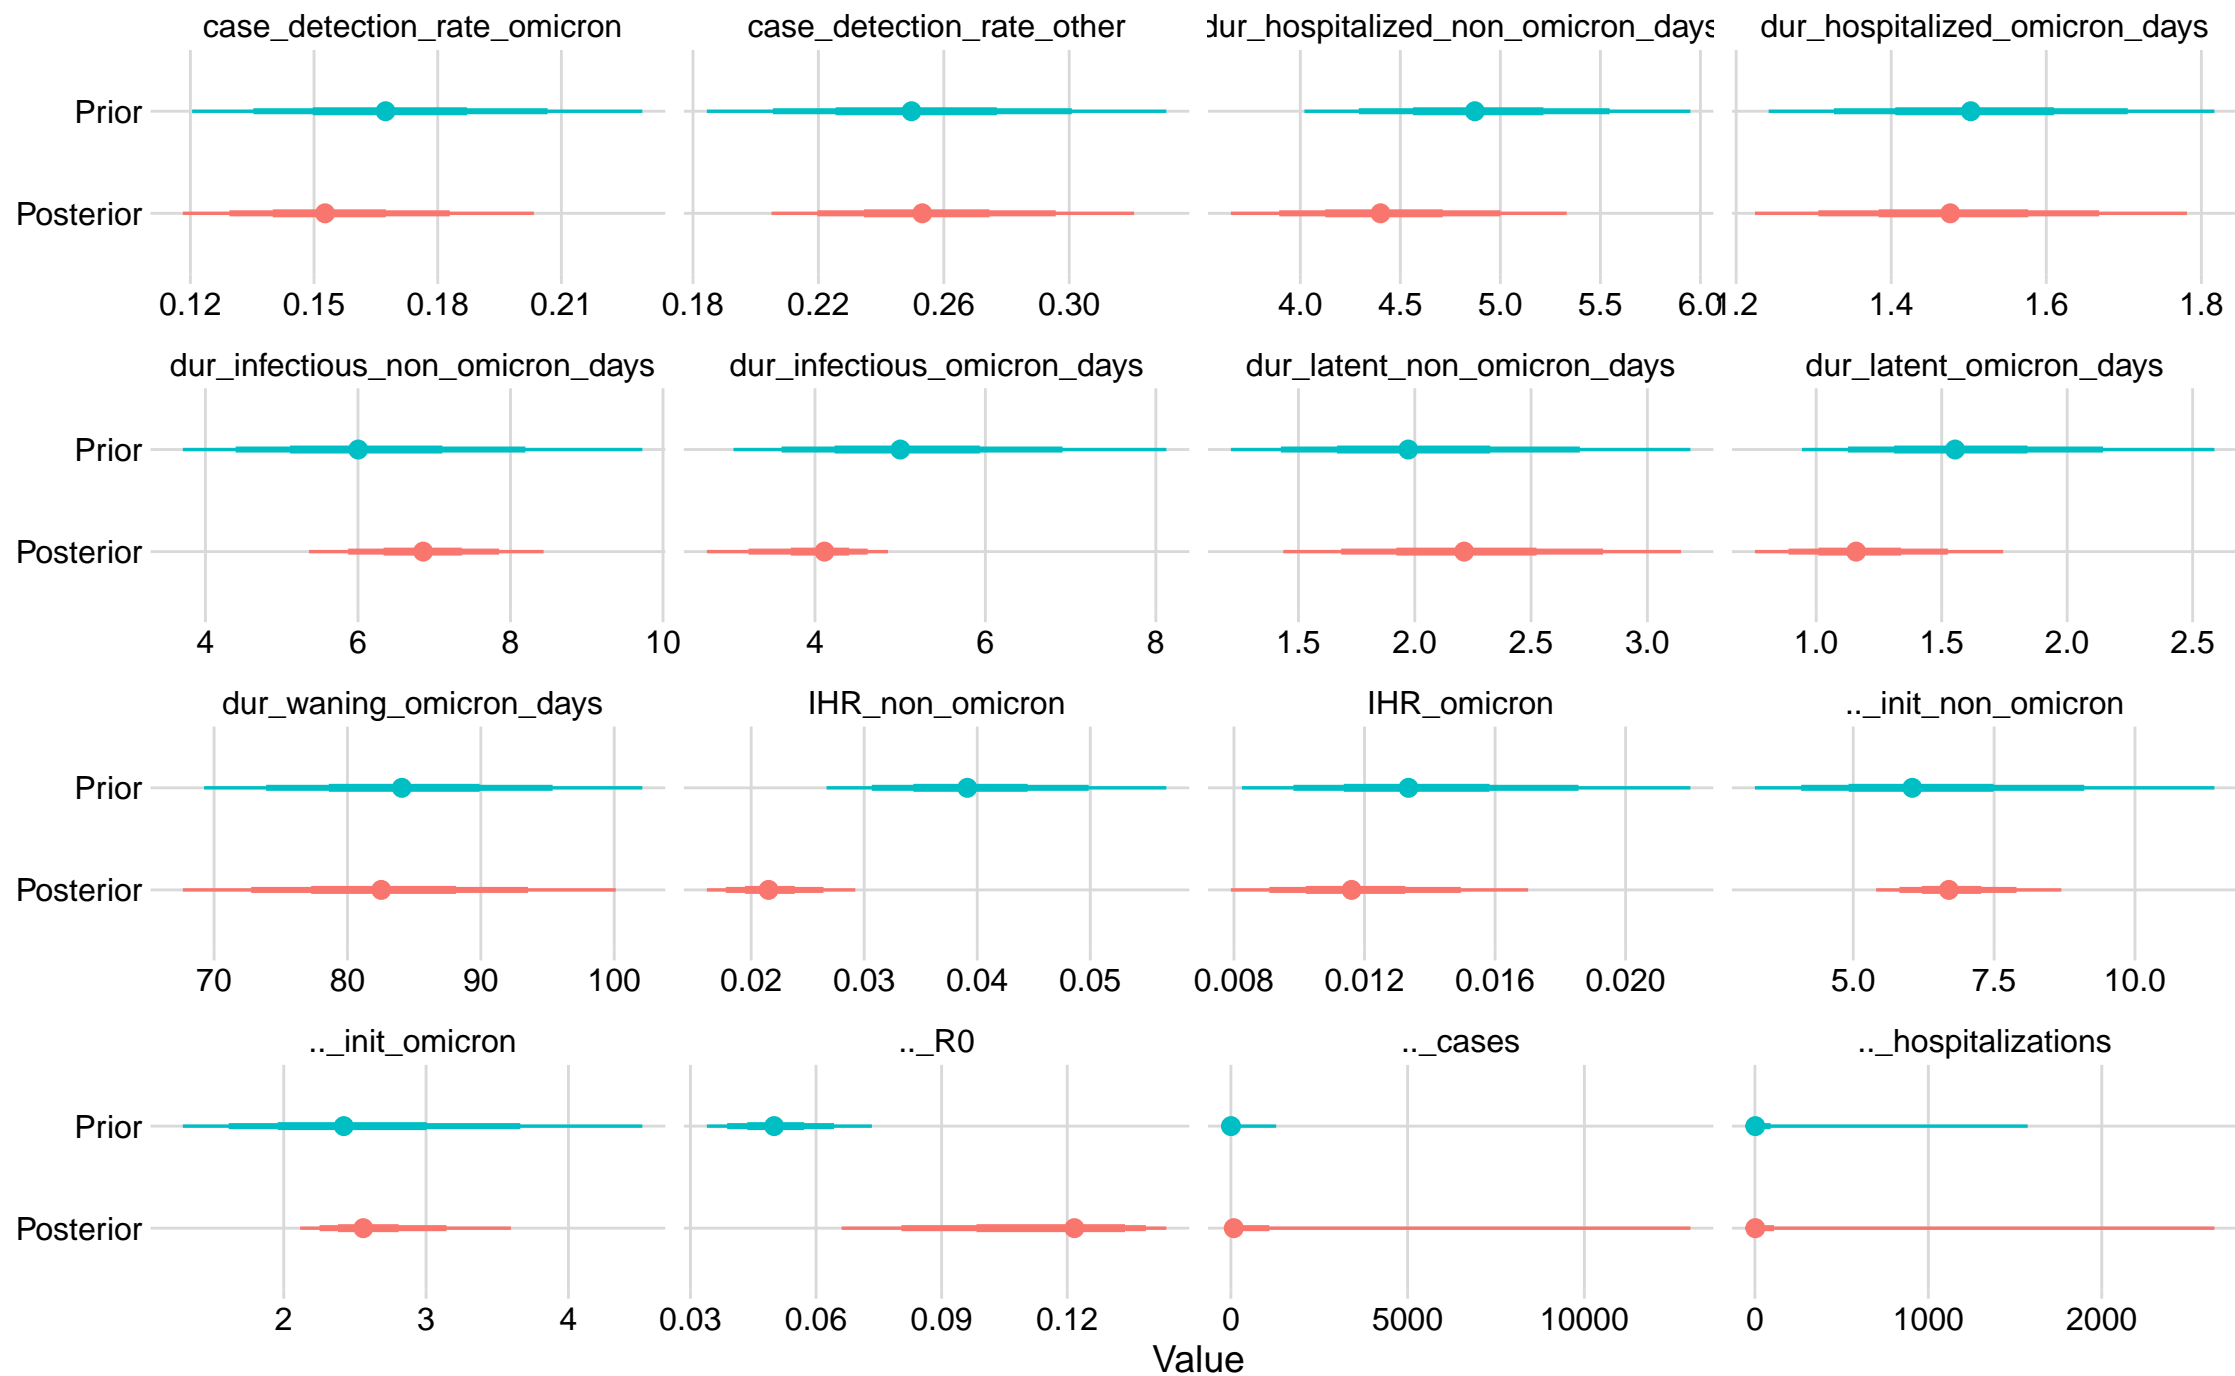 case_detection_rate_omicron case_detection_rate_other dur_hospitalized_non_omicron_days dur_hospitalized_omicron_days
Prior
Posterior
0.12 0.15 0.18 0.21 0.18 0.22 0.26 0.30 4.0 4.5 5.0 5.5 6.0 1.2 1.4 1.6 1.8
dur_infectious_non_omicron_days dur_infectious_omicron_days dur_latent_non_omicron_days dur_latent_omicron_days
Prior
Posterior
4 6 8 10 4 6 8 1.5 2.0 2.5 3.0 1.0 1.5 2.0 2.5
dur_waning_omicron_days IHR_non_omicron IHR_omicron .._init_non_omicron
Prior
Posterior
70 80 90 100 0.02 0.03 0.04 0.05 0.008 0.012 0.016 0.020 5.0 7.5 10.0
.._init_omicron .._R0 .._cases .._hospitalizations
Prior
Posterior
2 3 4 0.03 0.06 0.09 0.12 0 5000 10000 0 1000 2000
Value